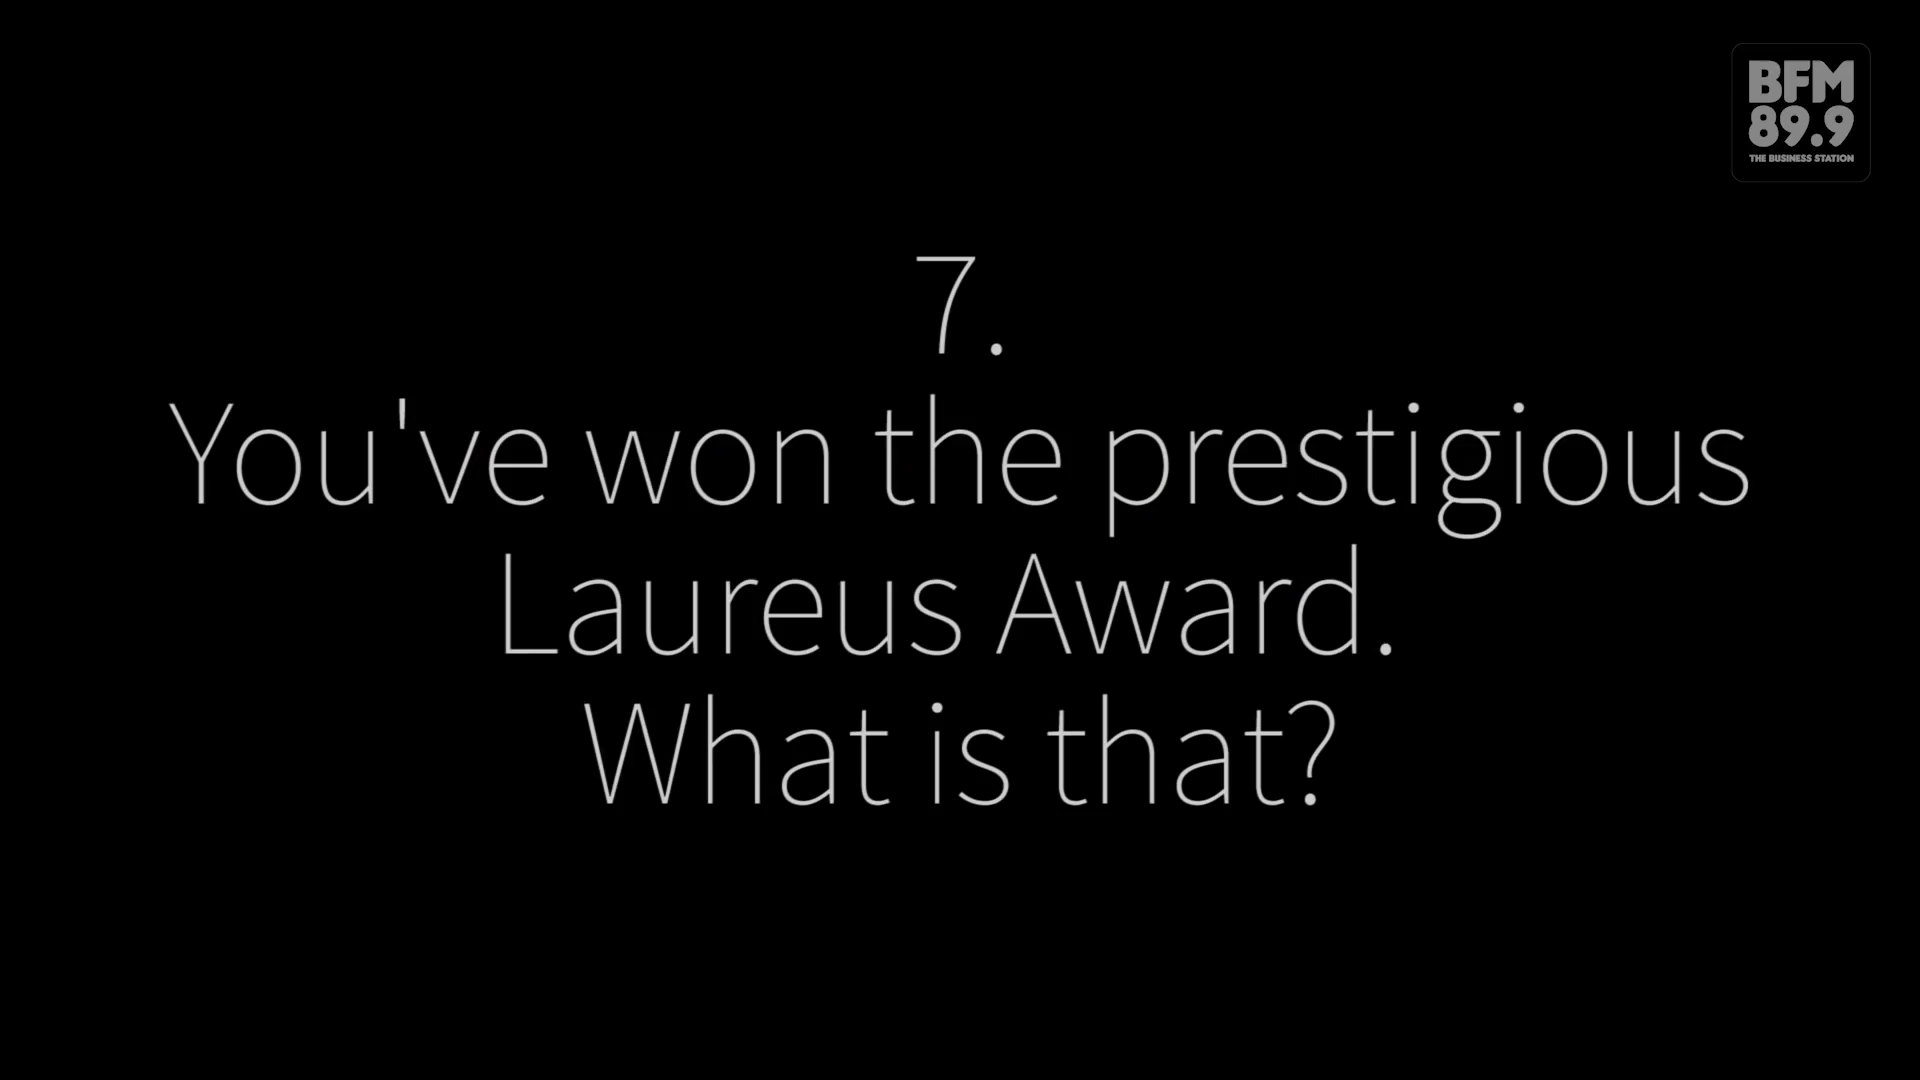 BFM
89.9
THE BUSINESS STATION
7.
You've won the prestigious
Laureus Award.
What is that?